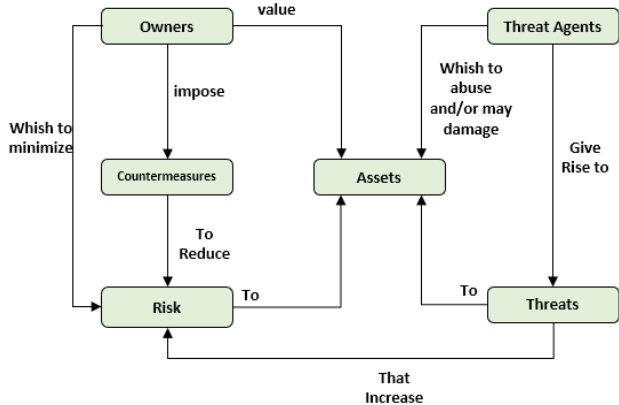 value
Owners
Threat Agents
impose
Whish to
abuse
and/or may
damage
Whish to
minimize
Give
Rise to
Countermeasures
Assets
To
Reduce
Risk
To
To
Threats
That
Increase